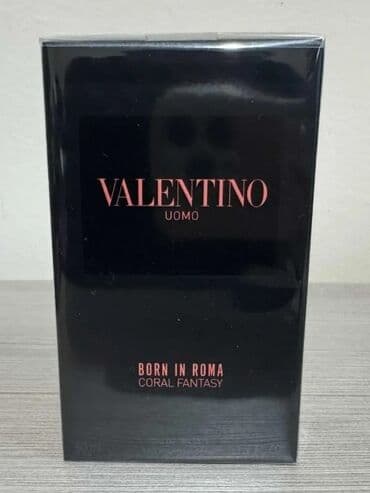 VALENTINO
UOMO
BORN IN ROMA
CORAL FANTASY